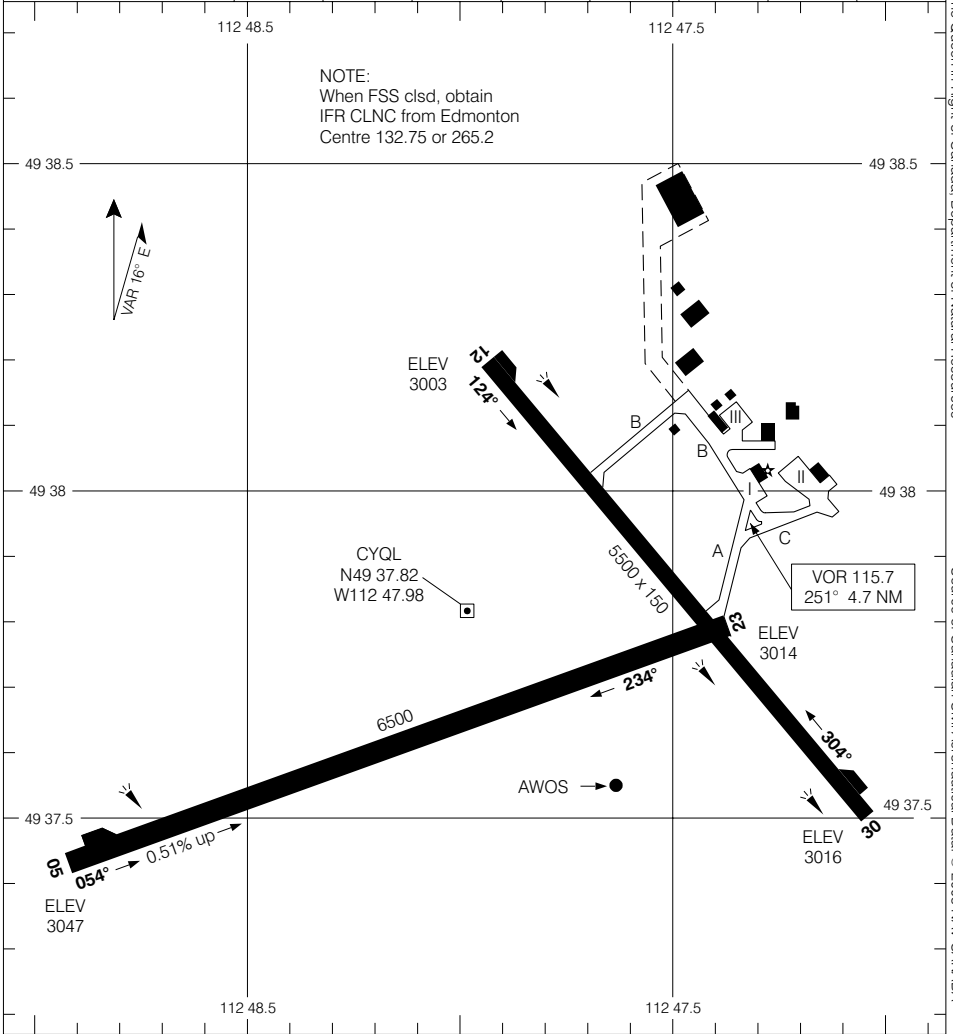 112 48.5
112 47.5
NOTE:
When FSS clsd, obtain
IFR CLNC from Edmonton
Centre 132.75 or 265.2
49 38.5
49 38.5
VAR 16° E
ELEV
3003
12
124°
B
B
III
II
I
49 38
49 38
A
C
CYQL
N49 37.82
W112 47.98
5500 x 150
VOR 115.7
251° 4.7 NM
23
ELEV
3014
234°
6500
304°
AWOS
49 37.5
49 37.5
0.51% up
05
054°
30
ELEV
3016
ELEV
3047
112 48.5
112 47.5